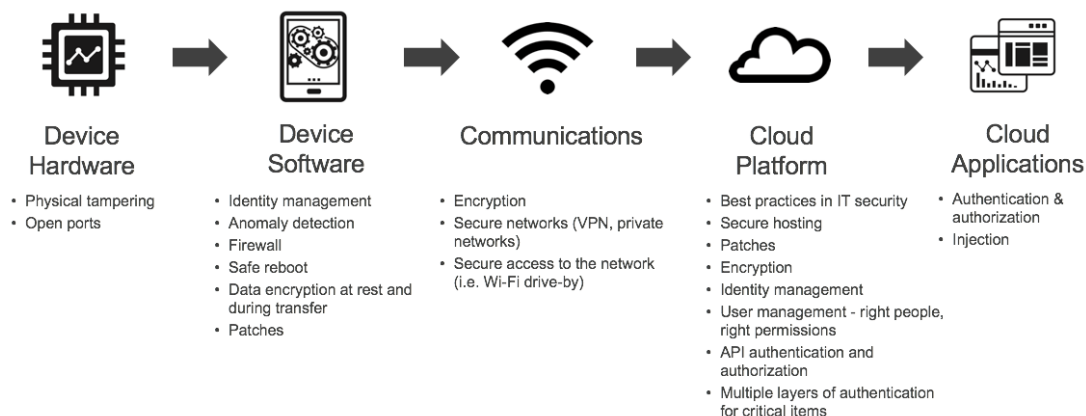 Device
Hardware
• Physical tampering
• Open ports
Device
Software
• Identity management
• Anomaly detection
• Firewall
• Safe reboot
• Data encryption at rest and
during transfer
• Patches
Communications
• Encryption
• Secure networks (VPN, private
networks)
• Secure access to the network
(i.e. Wi-Fi drive-by)
Cloud
Platform
• Best practices in IT security
• Secure hosting
• Patches
• Encryption
• Identity management
• User management - right people,
right permissions
• API authentication and
authorization
• Multiple layers of authentication
for critical items
Cloud
Applications
• Authentication &
authorization
• Injection